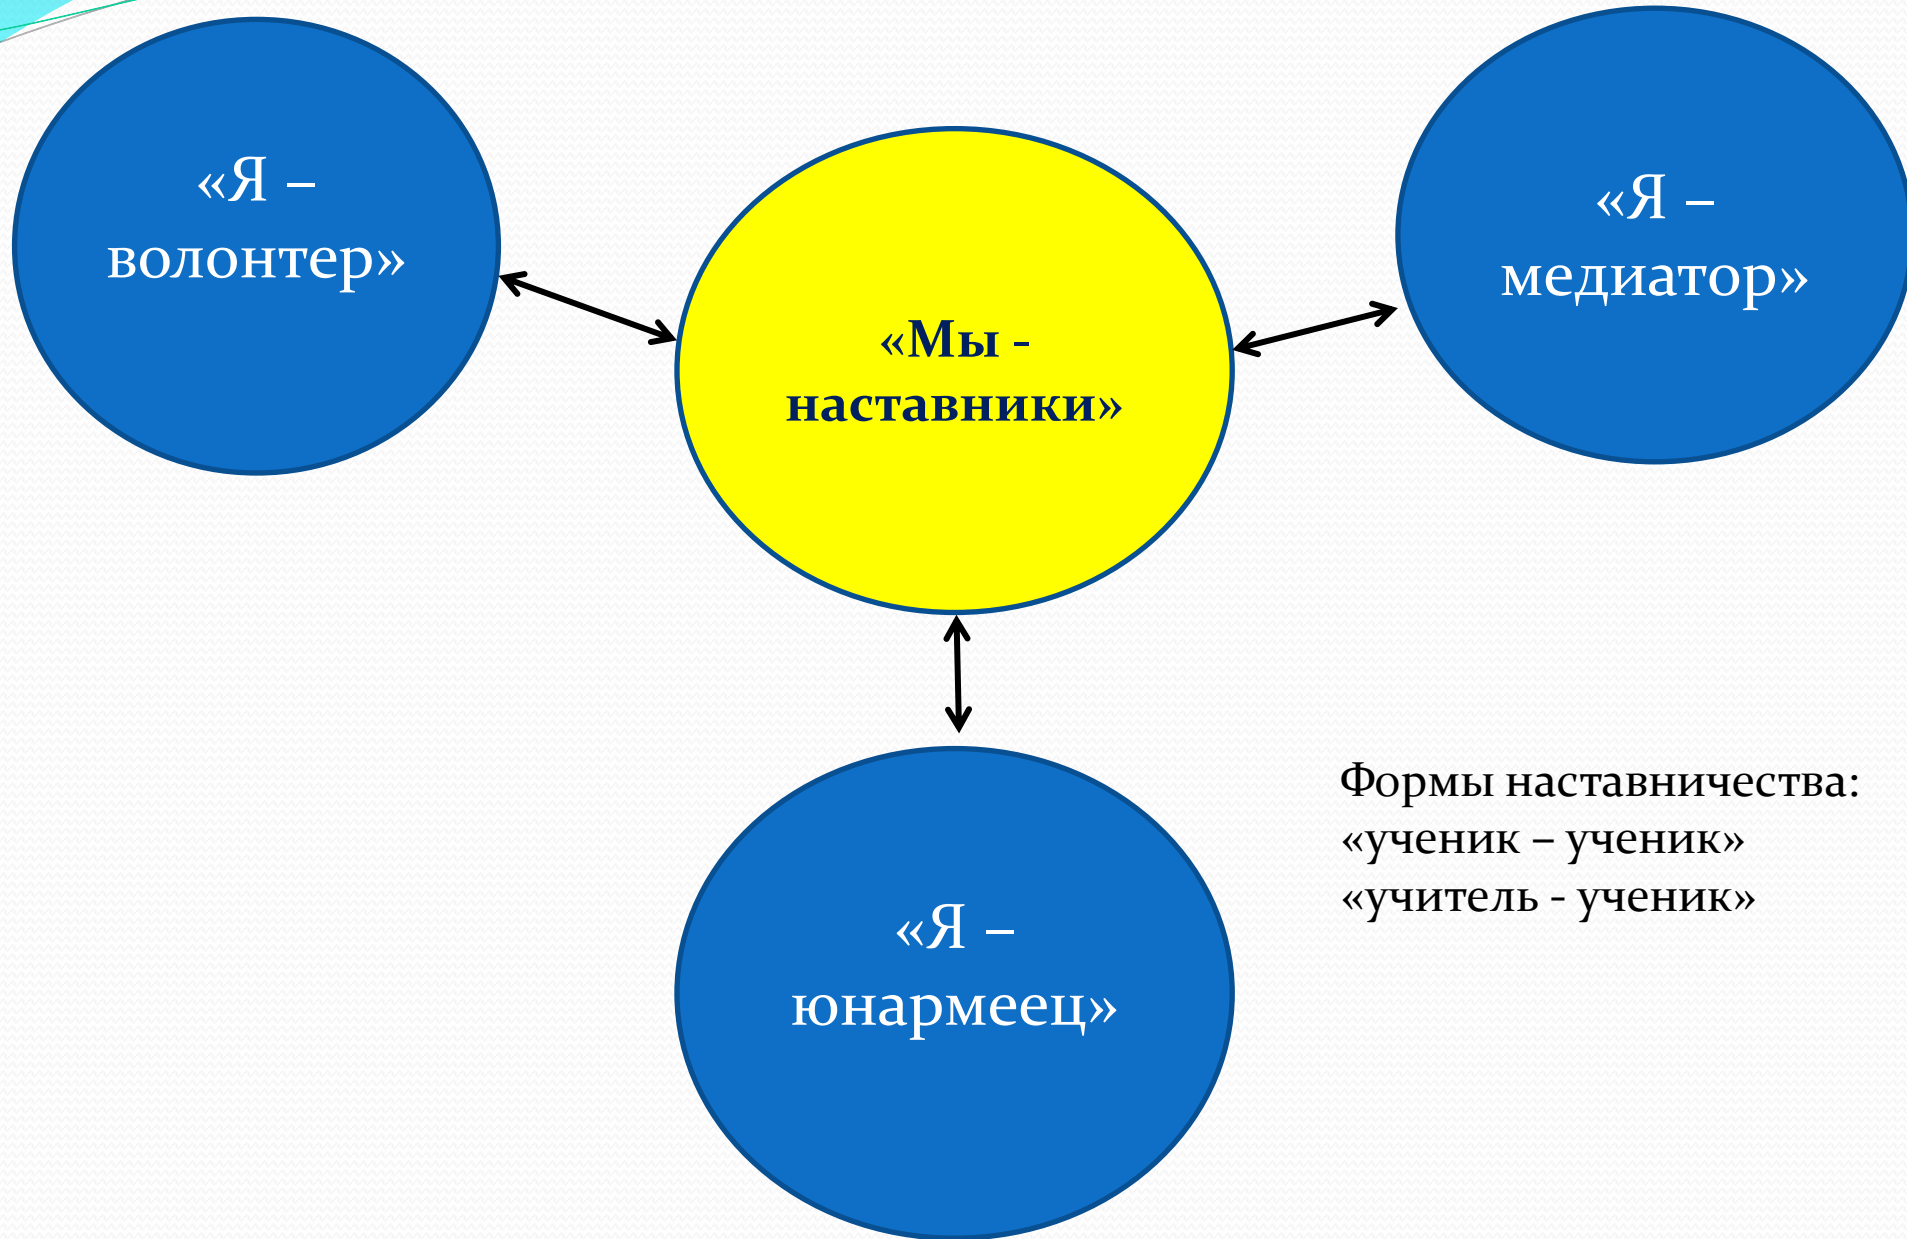 «Я –
волонтер»
«Мы -
наставники»
«Я –
медиатор»
«Я –
юнармеец»
Формы наставничества:
«ученик – ученик»
«учитель - ученик»